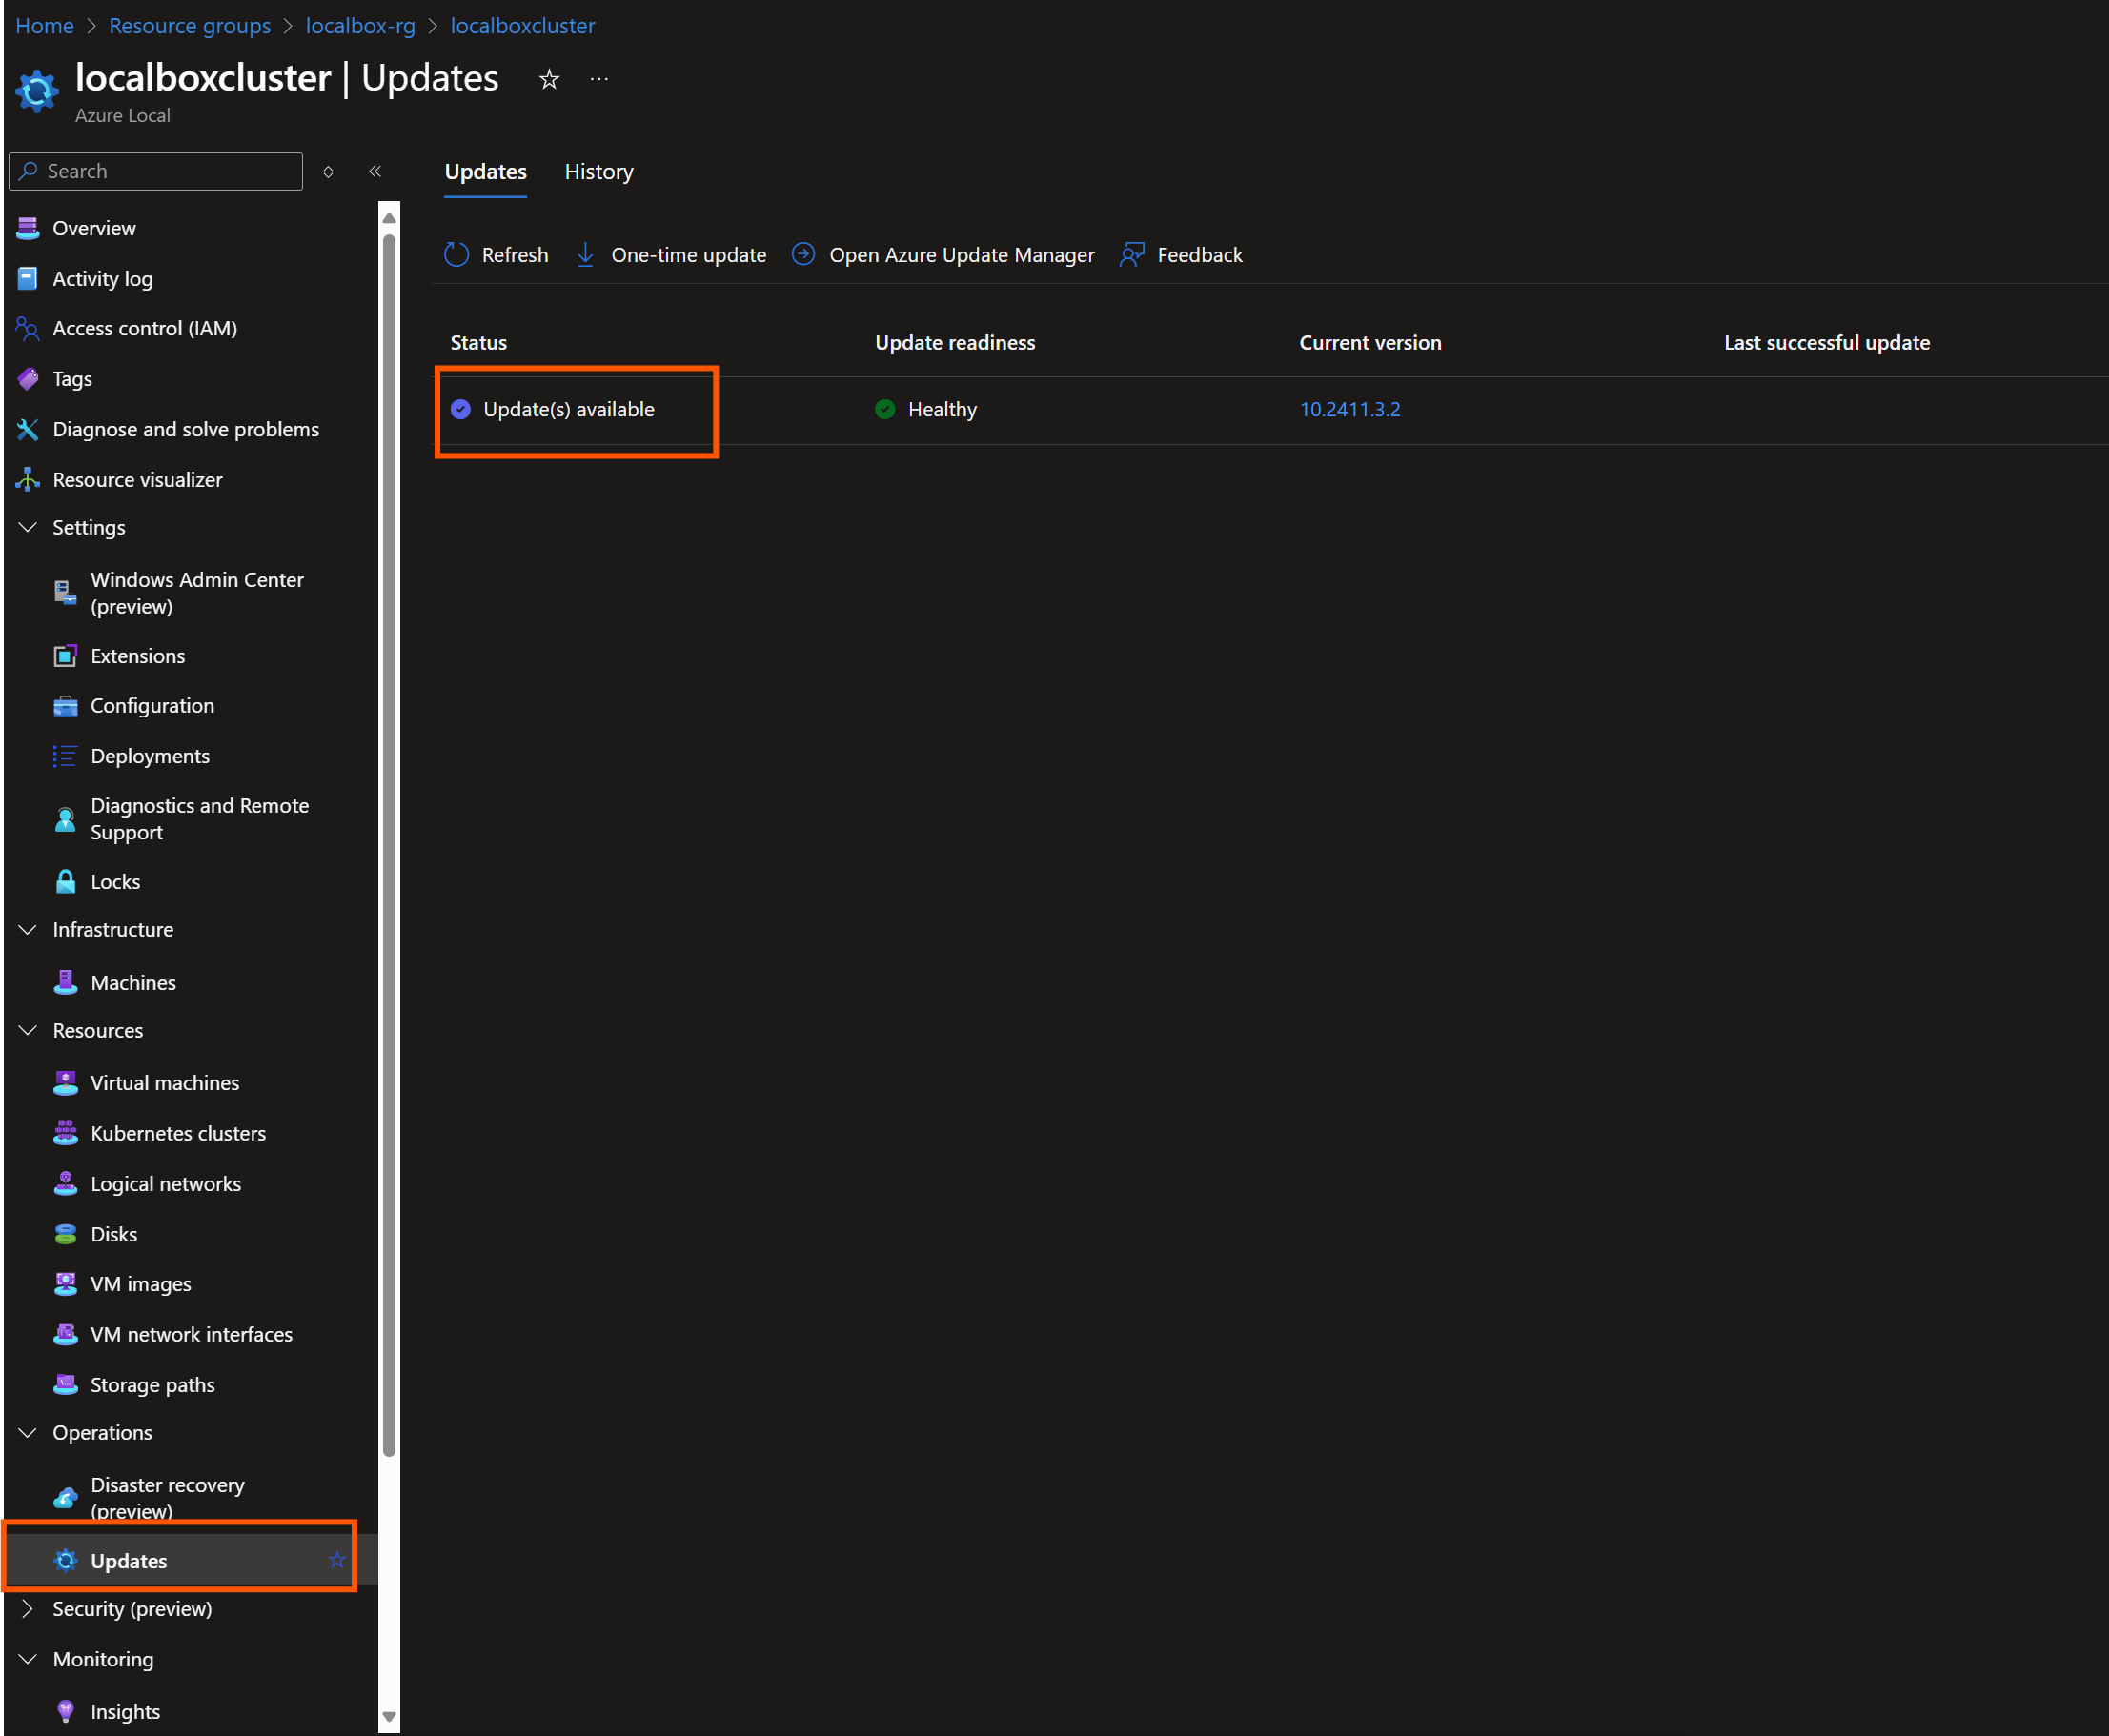 Home > Resource groups > localbox-rg > localboxcluster
localboxcluster | Updates ...
Azure Local
Search
Overview
Activity log
Access control (IAM)
Tags
Diagnose and solve problems
Resource visualizer
Settings
Windows Admin Center
(preview)
Extensions
Configuration
Deployments
Diagnostics and Remote
Support
Locks
Infrastructure
Machines
Resources
Virtual machines
Kubernetes clusters
Logical networks
Disks
VM images
VM network interfaces
Storage paths
Operations
Disaster recovery
(preview)
Updates
Security (preview)
Monitoring
Insights
Updates History
Refresh One-time update Open Azure Update Manager Feedback
Status Update readiness Current version Last successful update
Update(s) available Healthy 10.2411.3.2